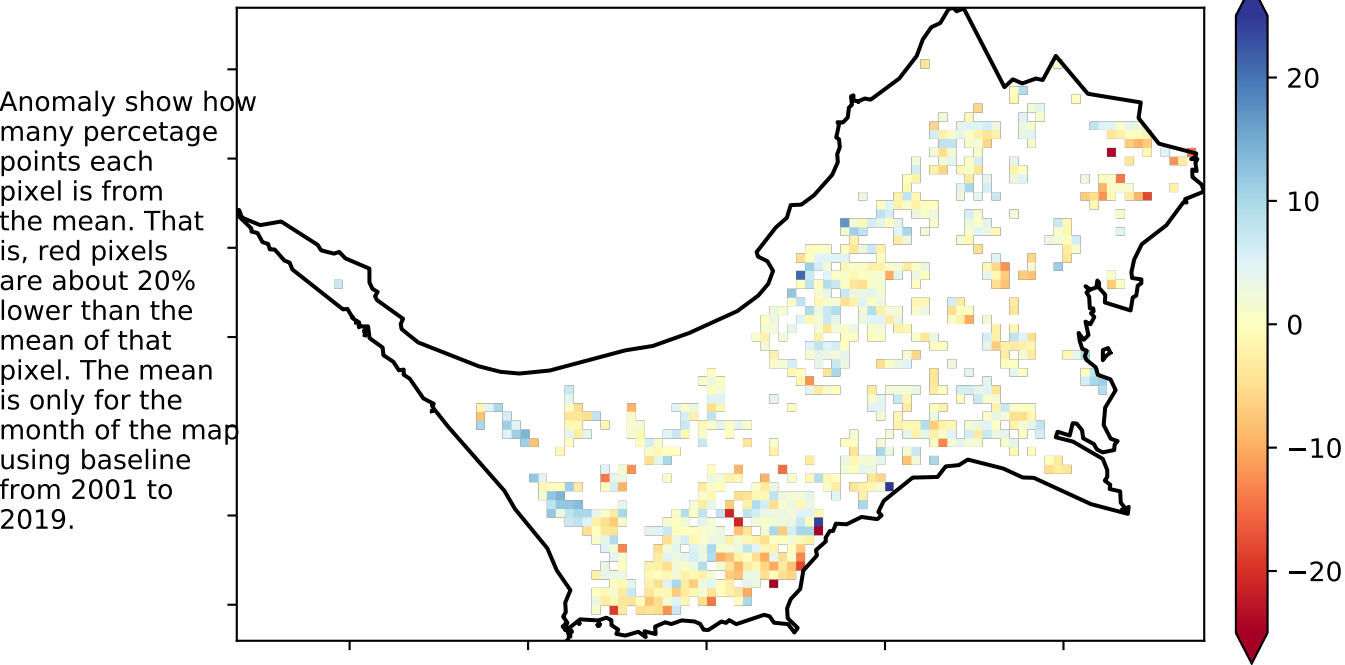 Anomaly show how
many percetage
points each
pixel is from
the mean. That
is, red pixels
are about 20%
lower than the
mean of that
pixel. The mean
is only for the
month of the map
using baseline
from 2001 to
2019.
20
10
0
−10
−20